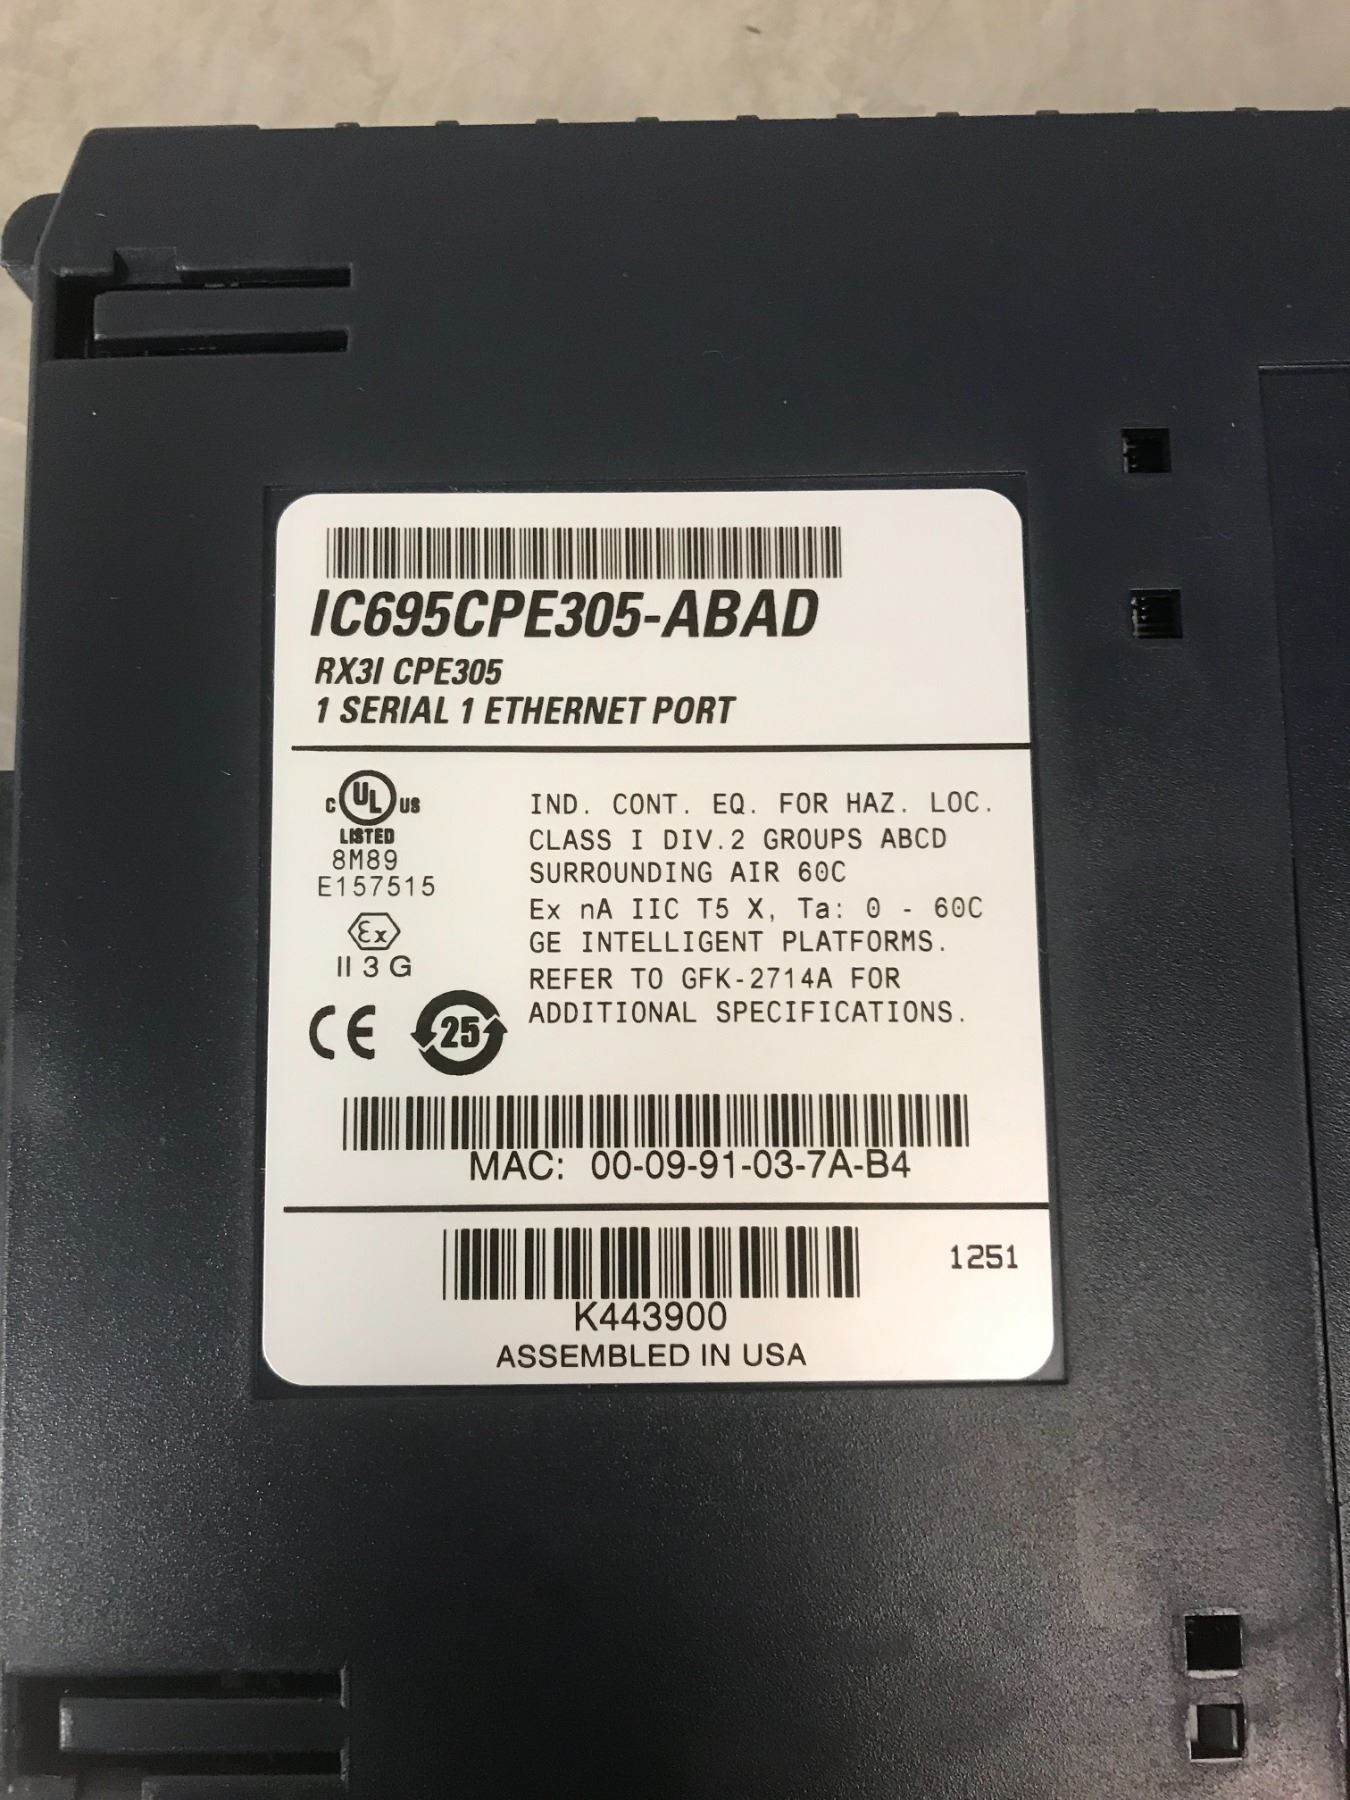 IC695CPE305-ABAD
RX3I CPE305
1 SERIAL 1 ETHERNET PORT
C UL US
LISTED
8M89
E157515
Ex
II 3 G
CE 25
IND. CONT. EQ. FOR HAZ. LOC.
CLASS I DIV.2 GROUPS ABCD
SURROUNDING AIR 60C
Ex nA IIC T5 X, Ta: 0 - 60C
GE INTELLIGENT PLATFORMS.
REFER TO GFK-2714A FOR
ADDITIONAL SPECIFICATIONS.
MAC: 00-09-91-03-7A-B4
1251
K443900
ASSEMBLED IN USA